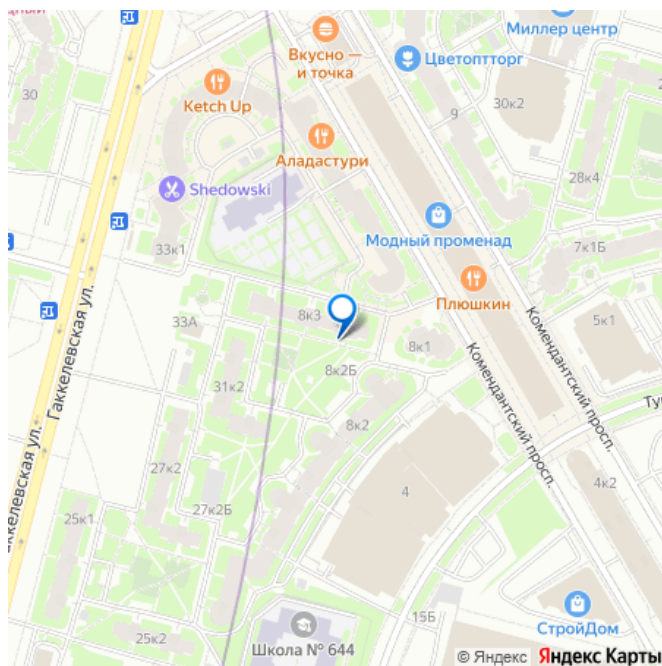 Миллер центр
Вкусно —
и точка
Цветоптторг
30
9
30к2
Ketch Up
Аладастури
28к4
Shedowski
Модный променад
7к1Б
33к1
Плюшкин
8к3
33А
8к1
5к1
Гаккелевская ул.
Комендантский просп.
Комендантский просп.
8к2Б
31к2
8к2
Ту
27к2
4
4к2
27к2Б
25к1
15Б
СтройДом
25к2
Школа № 644
© Яндекс Яндекс Карты